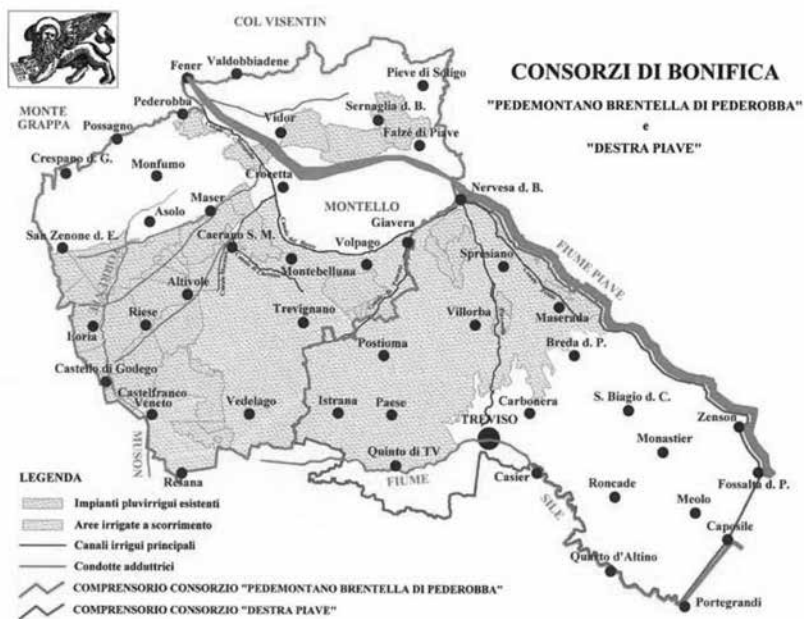 COL VISENTIN
Valdobbiadene
Fener
Pieve di Soligo
CONSORZI DI BONIFICA
"PEDEMONTANO BRENTELLA DI PEDEROBBA"
e
"DESTRA PIAVE"
MONTE
GRAPPA
Pederobba
Sernaglia d. B.
Vidor
Possagno
Falzé di Piave
Crespano d. G.
Monfumo
Crocetta
Nervesa d. B.
Maser
MONTELLO
Asolo
Giavera
San Zenone d. E.
Caerano S. M.
Volpago
FIUME PIAVE
Montebelluna
Spresiano
Altivole
Riese
Trevignano
Villorba
Maserada
Loria
Postioma
Breda d. P.
Castello di Godego
Castelfranco
Veneto
Vedelago
Istrana
Paese
Carbonera
S. Biagio d. C.
TREVISO
Zenson
Monastier
MUSON
Quinto di TV
LEGENDA
Resana
FIUME
Casier
Fossalta d. P.
SILE
Roncade
Meolo
Impianti pluvirrigui esistenti
Aree irrigate a scorrimento
Caposile
Canali irrigui principali
Condotte adduttrici
Quarto d'Altino
COMPRENSORIO CONSORZIO "PEDEMONTANO BRENTELLA DI PEDEROBBA"
COMPRENSORIO CONSORZIO "DESTRA PIAVE"
Portegrandi